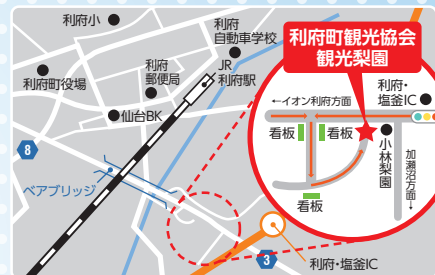 利府小
利府
自動車学校
利府町役場
利府
郵便局
JR
利府駅
仙台BK
8
ペアブリッジ
利府町観光協会
観光梨園
利府・
塩釜IC
←イオン利府方面
看板
看板
小林梨園
加瀬沼方面→
看板
3
利府・塩釜IC